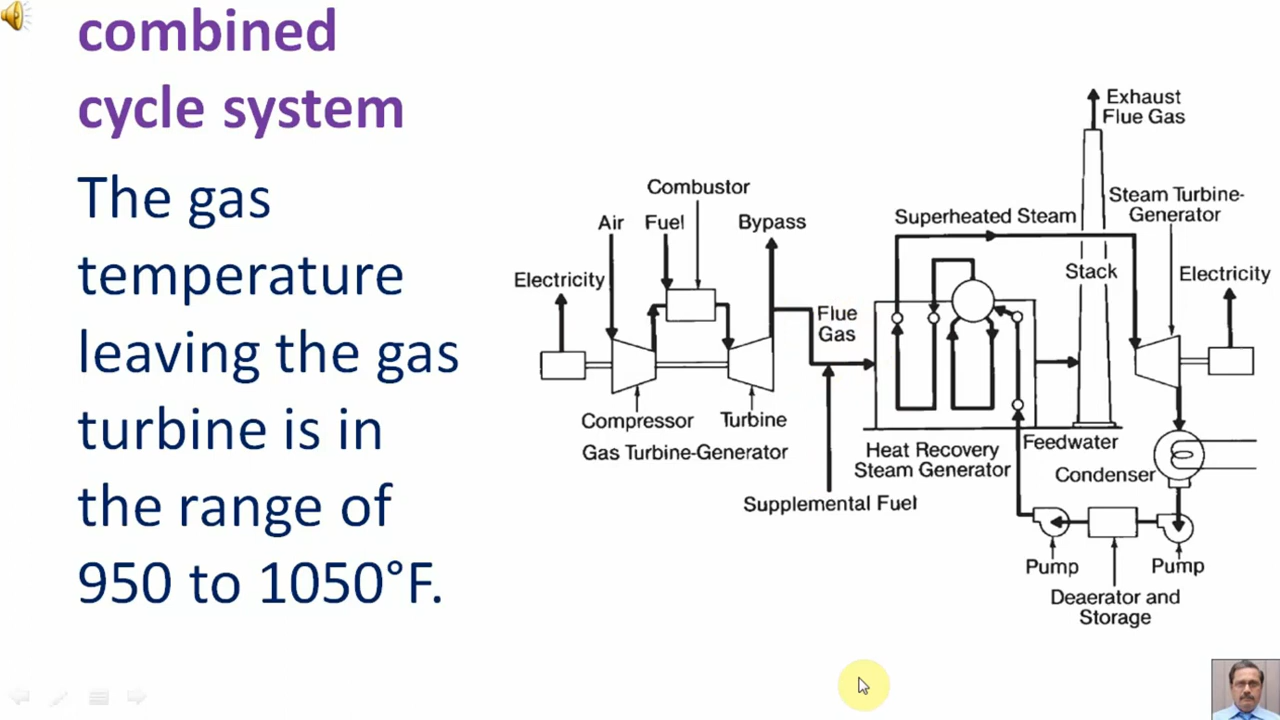 combined
cycle system
The gas
temperature
leaving the gas
turbine is in
the range of
950 to 1050°F.
Exhaust
Flue Gas
Combustor
Steam Turbine-
Generator
Air
Fuel
Bypass
Superheated Steam
Electricity
Stack
Electricity
Flue
Gas
Compressor
Turbine
Gas Turbine-Generator
Heat Recovery
Steam Generator
Feedwater
Condenser
Supplemental Fuel
Pump
Pump
Deaerator and
Storage